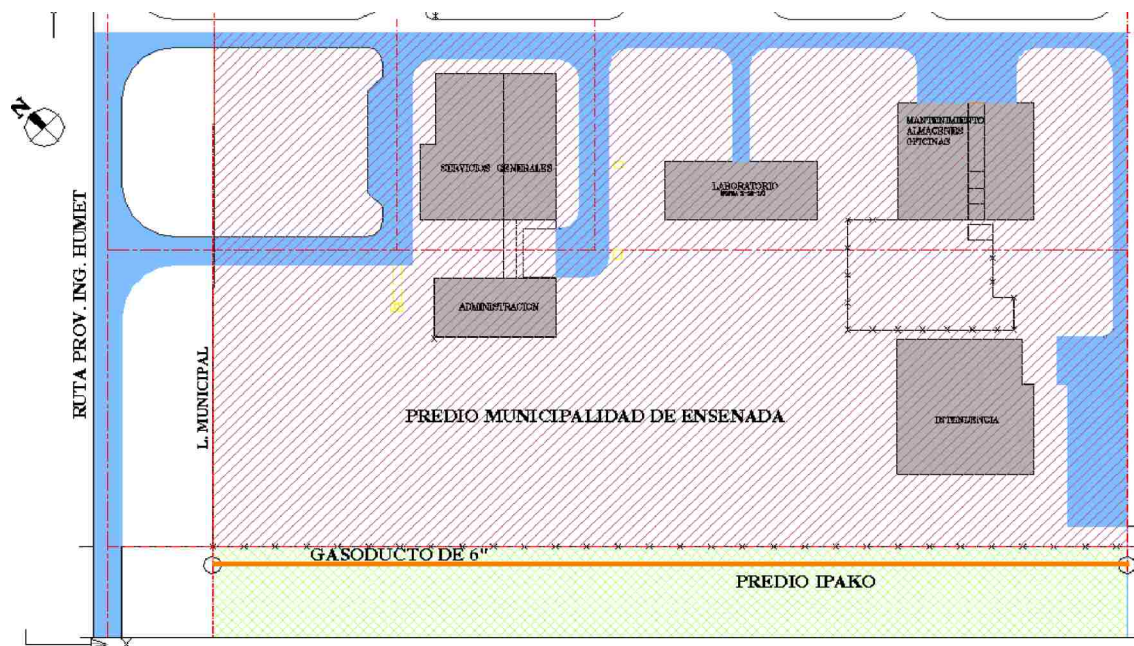 N
RUTA PROV. ING. HUMET
L. MUNICIPAL
SERVICIOS GENERALES
LABORATORIO
MANTENIMIENTO
ALMACENES
OFICINAS
ADMINISTRACION
PREDIO MUNICIPALIDAD DE ENSENADA
INTENDENCIA
GASODUCTO DE 6"
PREDIO IPAKO